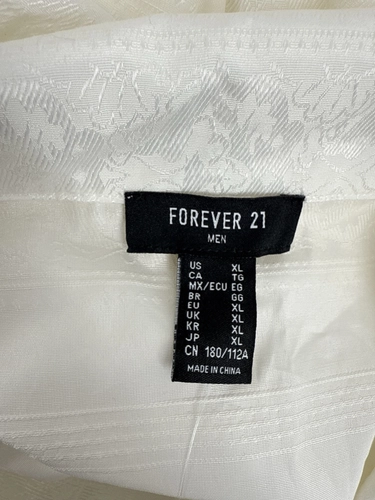 FOREVER 21
MEN
US XL
CA TG
MX/ECU EG
BR GG
EU XL
UK XL
KR XL
JP XL
CN 180/112A
MADE IN CHINA